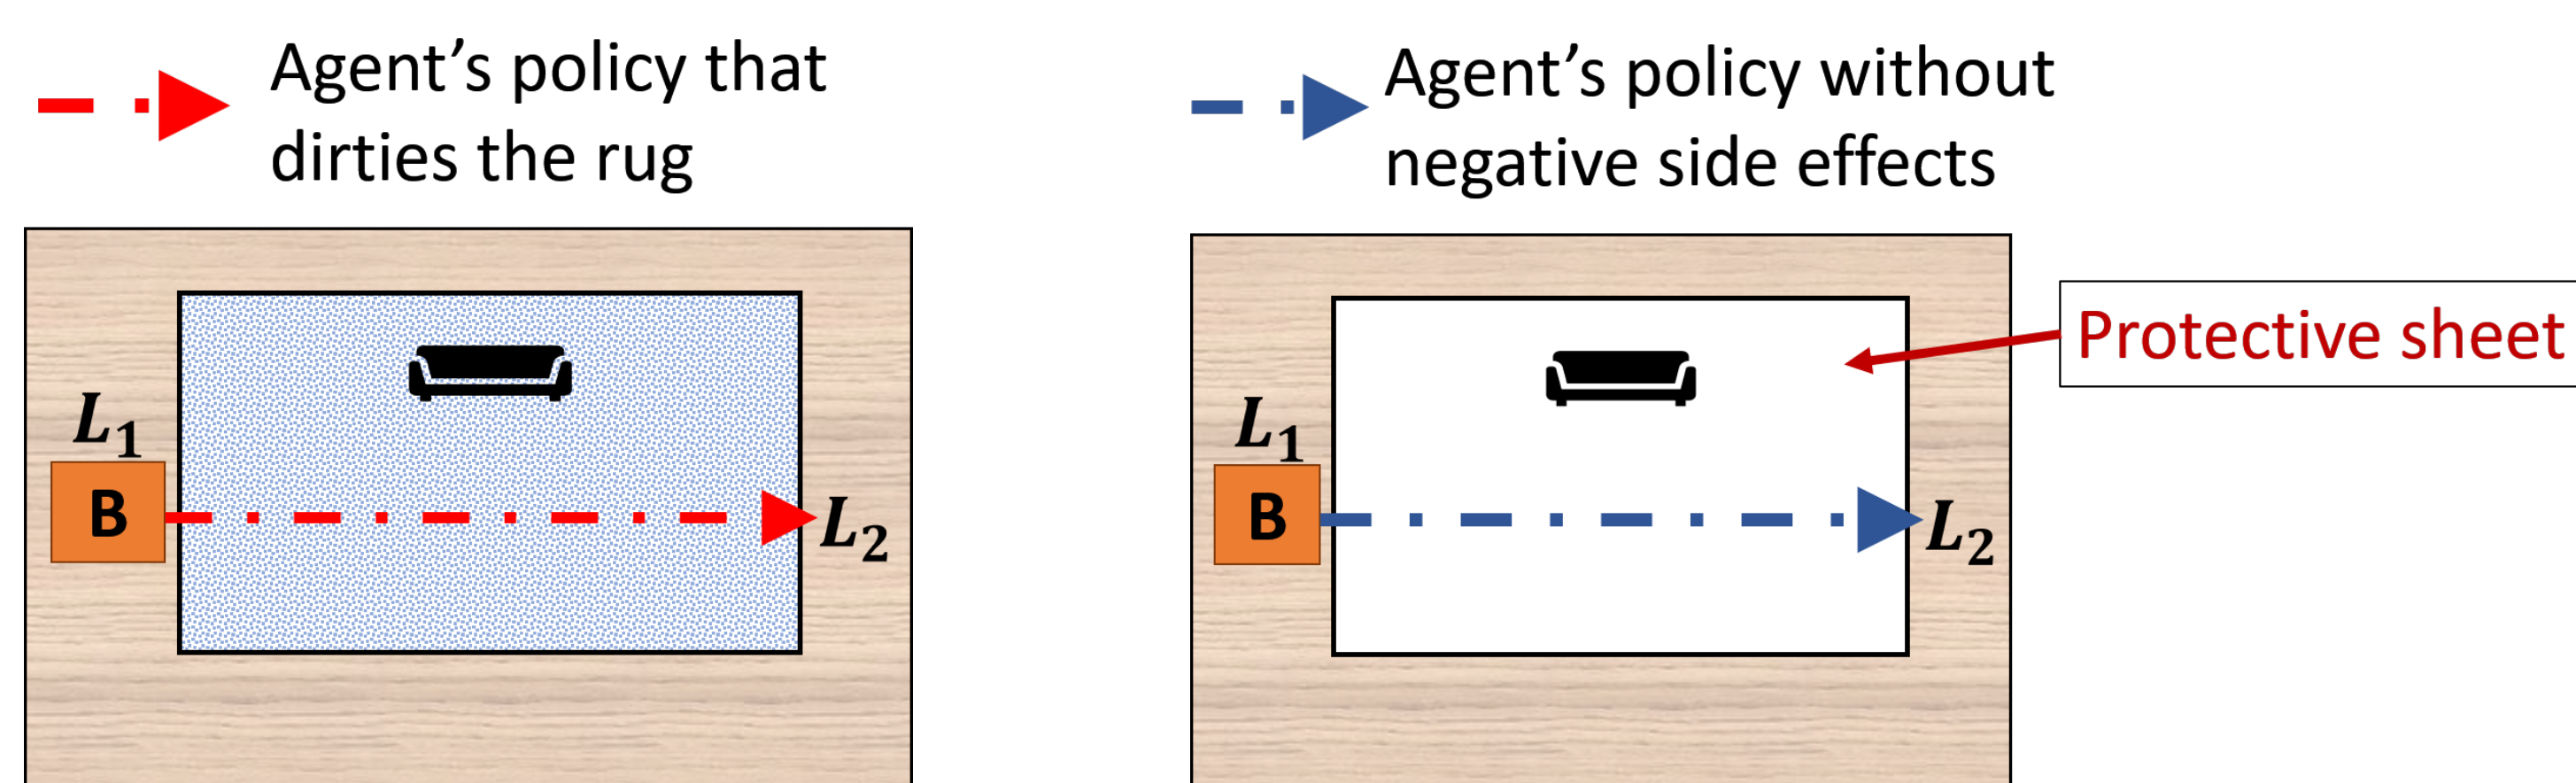 Agent's policy that
dirties the rug
Agent's policy without
negative side effects
L₁
B
L₂
L₁
B
L₂
Protective sheet